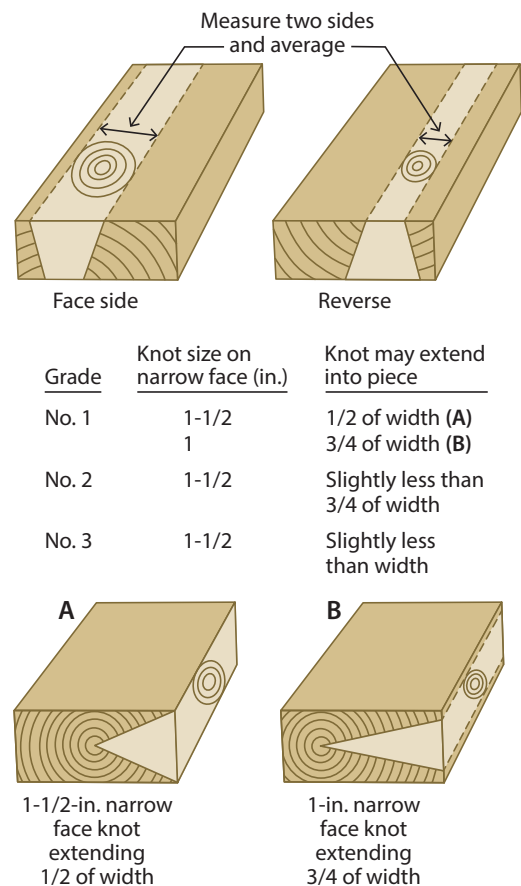 Measure two sides
and average
Face side
Reverse
Grade
Knot size on
narrow face (in.)
Knot may extend
into piece
No. 1
1-1/2
1/2 of width (A)
1
3/4 of width (B)
No. 2
1-1/2
Slightly less than
3/4 of width
No. 3
1-1/2
Slightly less
than width
A
B
1-1/2-in. narrow
face knot
extending
1/2 of width
1-in. narrow
face knot
extending
3/4 of width